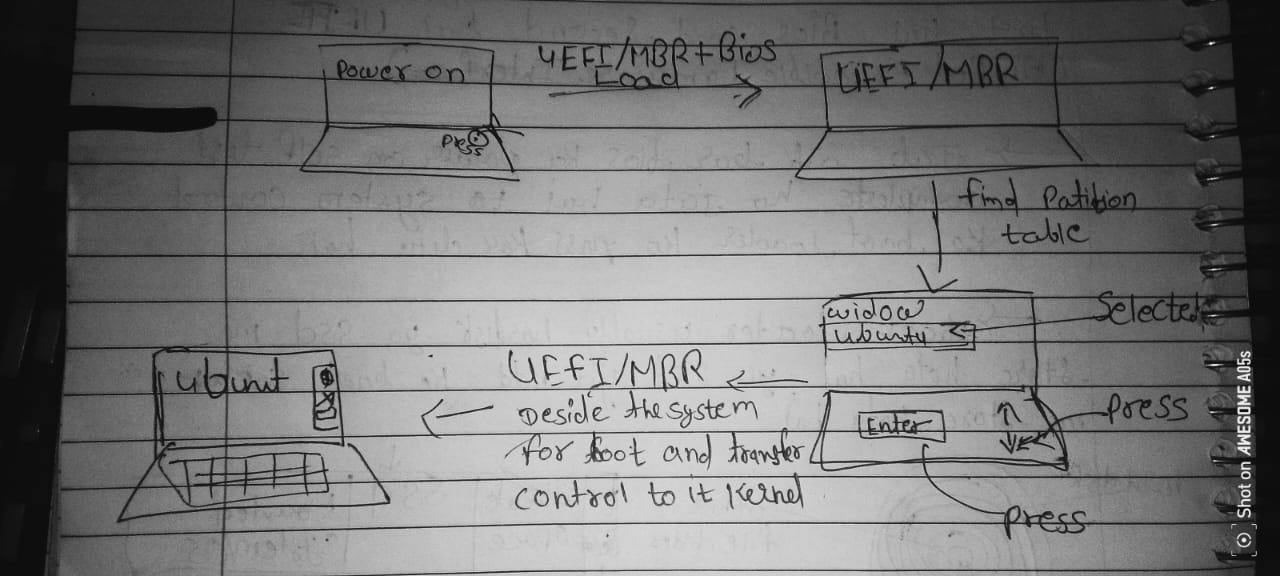 Power on
Press
UEFI/MBR + Bios
Load
UEFI/MBR
find Patition
table
widow
ubuntu
Selected
Enter
press
press
UEFI/MBR
Deside the system
for boot and transfer
control to it Kernel
ubunut
Shot on AWESOME A05s